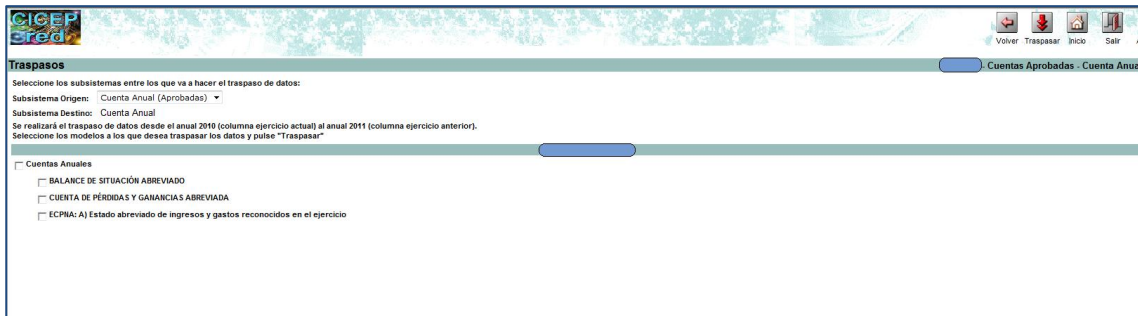 CICEP
red
Volver Traspasar Inicio Salir
Traspasos
- Cuentas Aprobadas - Cuenta Anua
Seleccione los subsistemas entre los que va a hacer el traspaso de datos:
Subsistema Origen: Cuenta Anual (Aprobadas)
Subsistema Destino: Cuenta Anual
Se realizará el traspaso de datos desde el anual 2010 (columna ejercicio actual) al anual 2011 (columna ejercicio anterior).
Seleccione los modelos a los que desea traspasar los datos y pulse "Traspasar"
Cuentas Anuales
BALANCE DE SITUACIÓN ABREVIADO
CUENTA DE PÉRDIDAS Y GANANCIAS ABREVIADA
ECPNA: A) Estado abreviado de ingresos y gastos reconocidos en el ejercicio